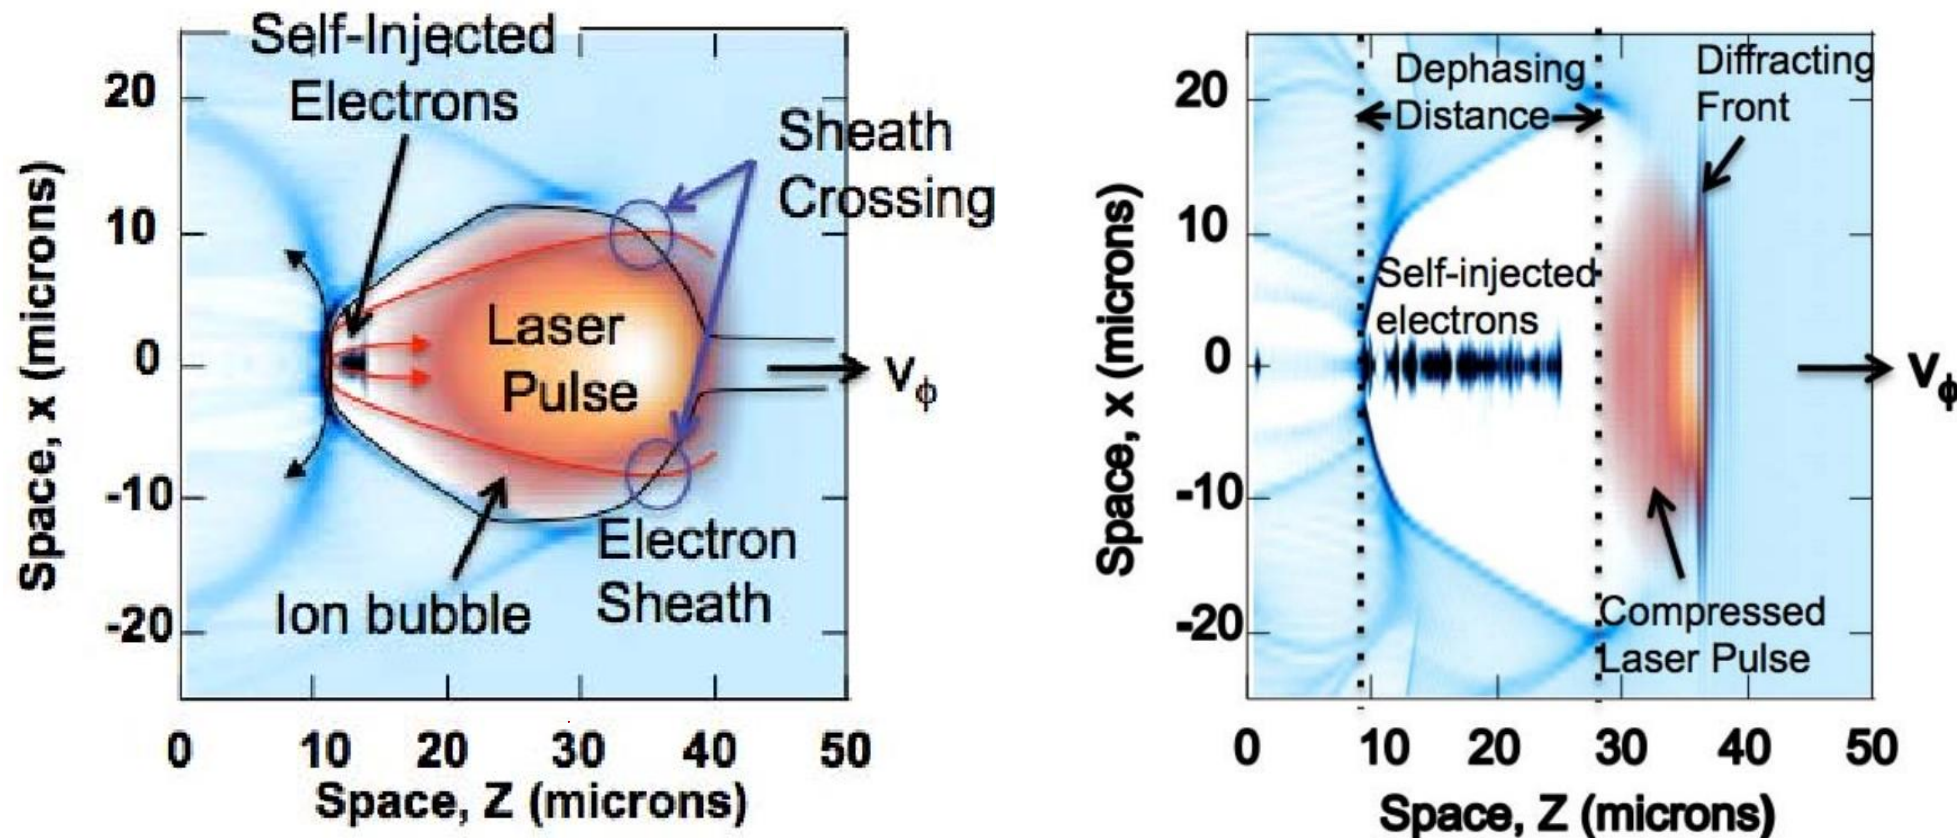 Self-Injected
Electrons
Sheath
Crossing
Laser
Pulse
Vϕ
Electron
Sheath
Ion bubble
20
10
0
-10
-20
Space, x (microns)
0 10 20 30 40 50
Space, Z (microns)
Dephasing
Distance
Diffracting
Front
Self-injected
electrons
Vϕ
Compressed
Laser Pulse
20
10
0
-10
-20
Space, x (microns)
0 10 20 30 40 50
Space, Z (microns)